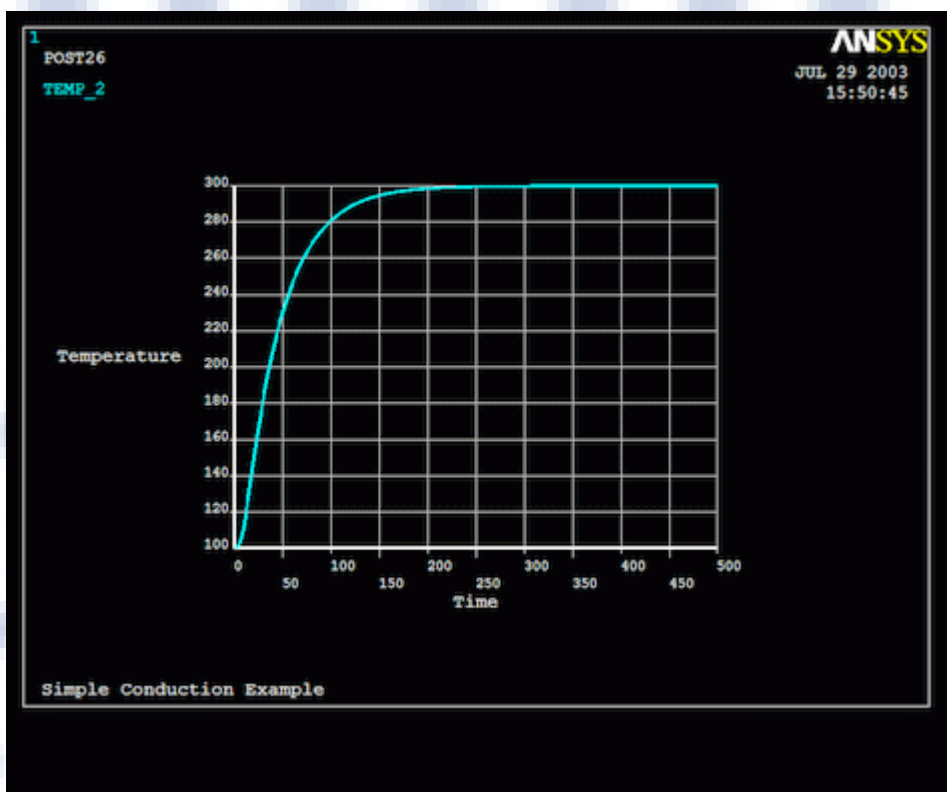 1
ANSYS
POST26
JUL 29 2003
TEMP_2
15:50:45
300
280
260
240
220
Temperature
200
180
160
140
120
100
0 100 200 300 400 500
50 150 250 350 450
Time
Simple Conduction Example